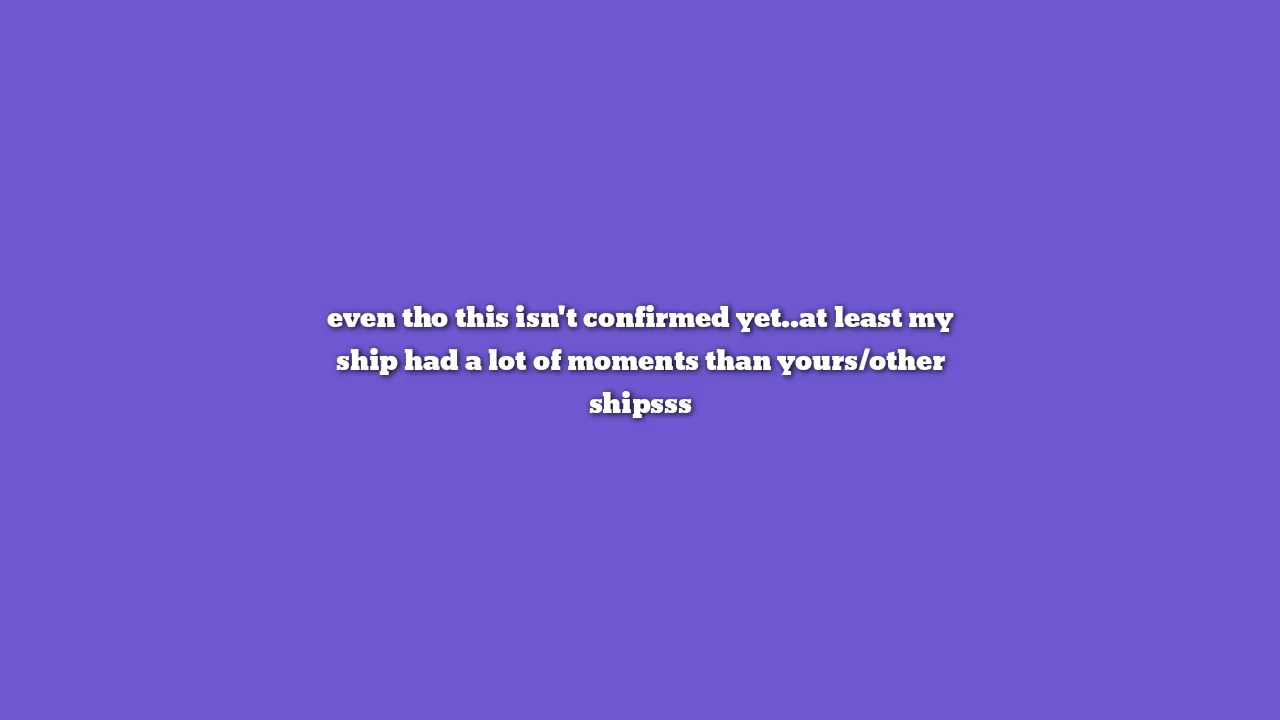 even tho this isn't confirmed yet..at least my
ship had a lot of moments than yours/other
shipsss